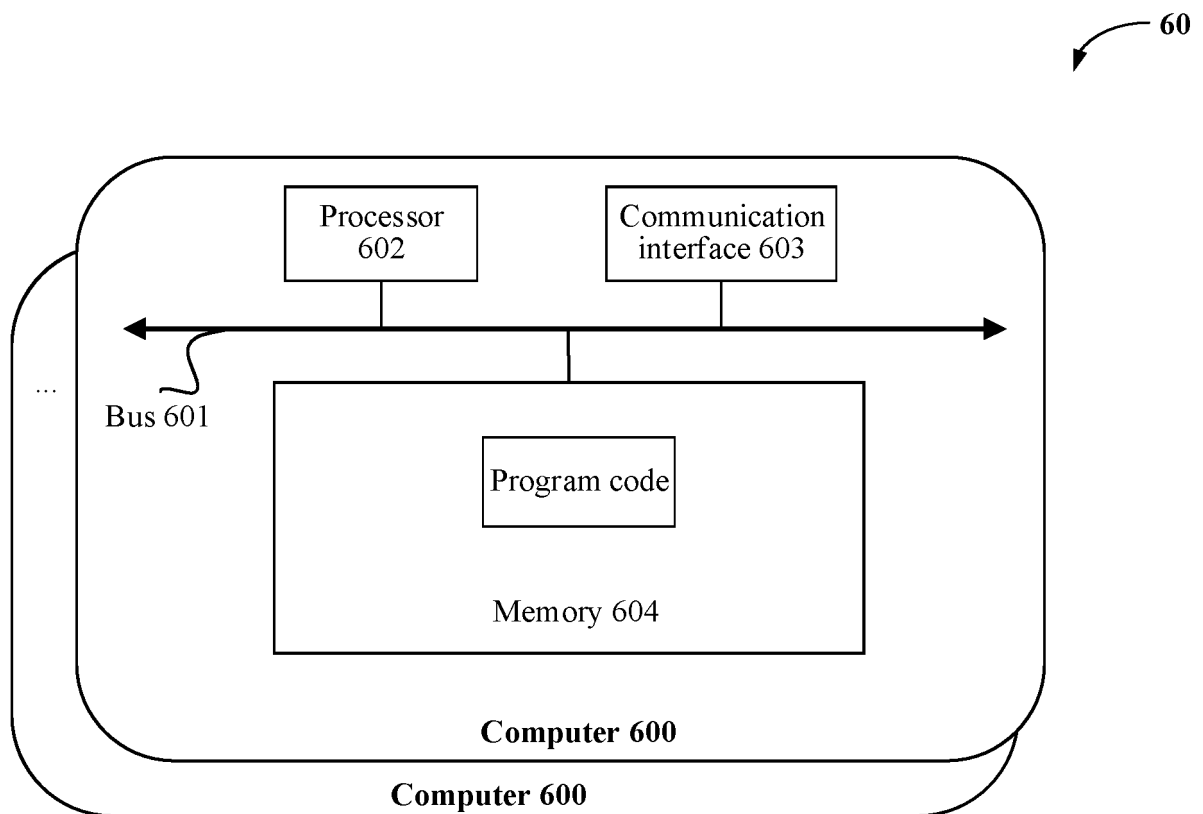 60
Processor
602
Communication
interface 603
...
Bus 601
Program code
Memory 604
Computer 600
Computer 600